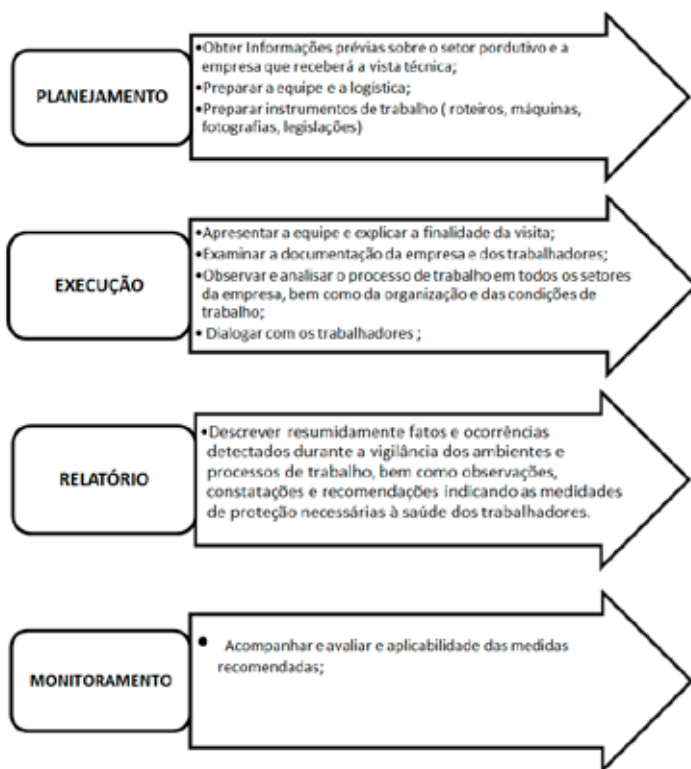 PLANEJAMENTO
•Obter Informações prévias sobre o setor pordutivo e a
empresa que receberá a vista técnica;
•Preparar a equipe e a logística;
•Preparar instrumentos de trabalho ( roteiros, máquinas,
fotografias, legislações)
EXECUÇÃO
•Apresentar a equipe e explicar a finalidade da visita;
•Examinar a documentação da empresa e dos trabalhadores;
•Observar e analisar o processo de trabalho em todos os setores
da empresa, bem como da organização e das condições de
trabalho;
• Dialogar com os trabalhadores ;
RELATÓRIO
•Descrever resumidamente fatos e ocorrências
detectados durante a vigilância dos ambientes e
processos de trabalho, bem como observações,
constatações e recomendações indicando as medidades
de proteção necessárias à saúde dos trabalhadores.
MONITORAMENTO
• Acompanhar e avaliar e aplicabilidade das medidas
recomendadas;